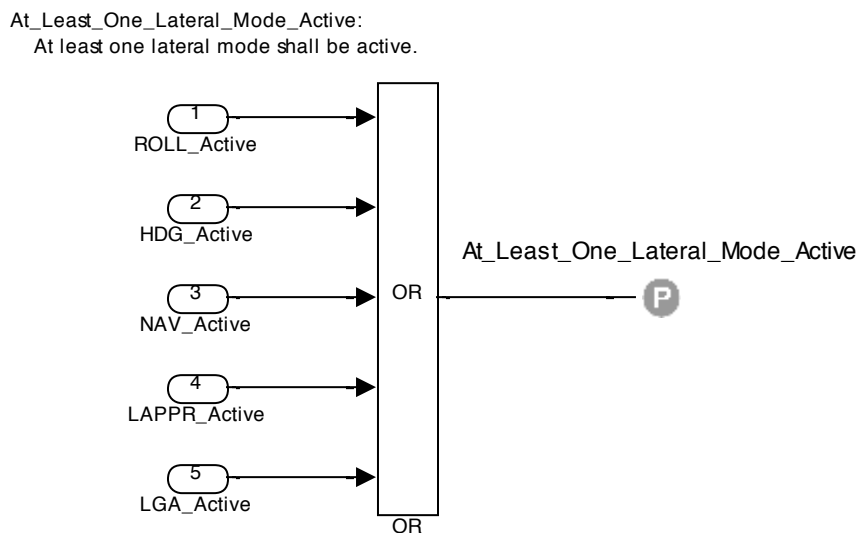 At_Least_One_Lateral_Mode_Active:
At least one lateral mode shall be active.
1
ROLL_Active
2
HDG_Active
At_Least_One_Lateral_Mode_Active
3
NAV_Active
OR
P
4
LAPPR_Active
5
LGA_Active
OR